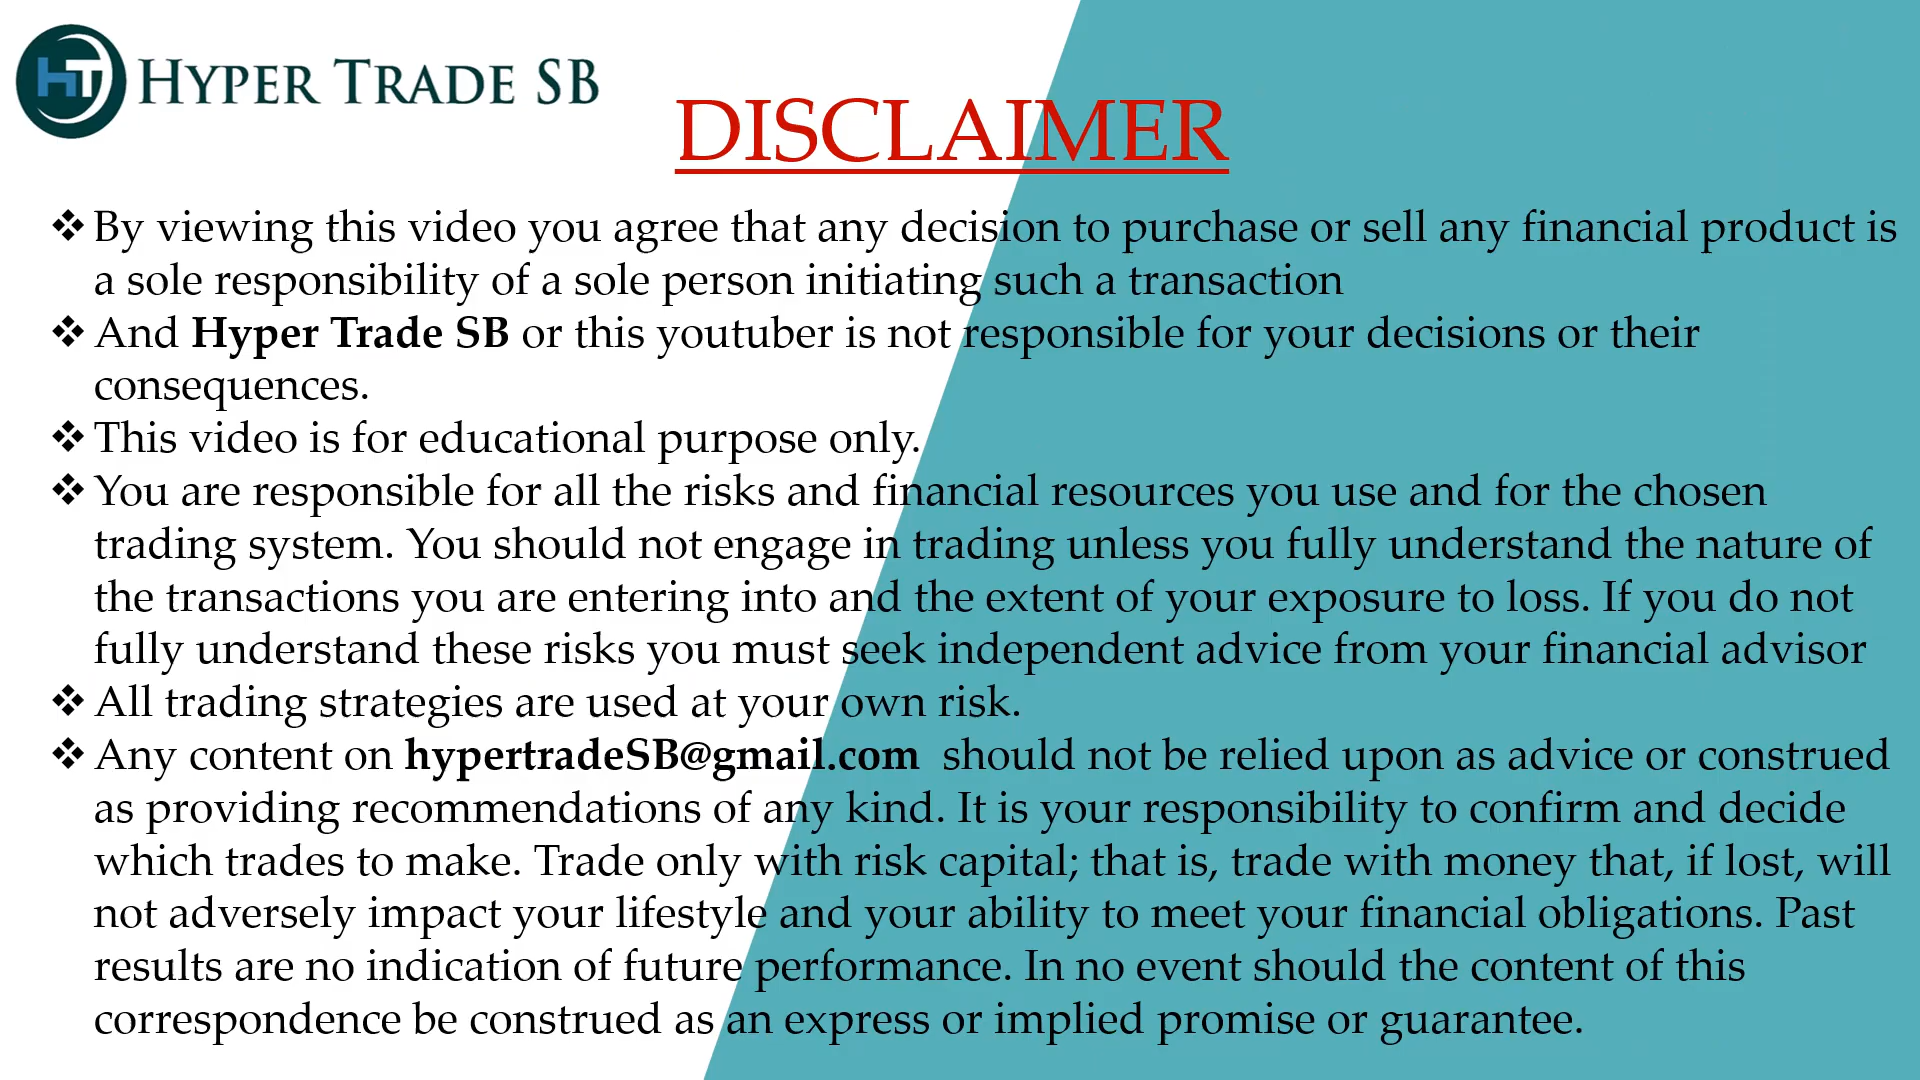 HT HYPER TRADE SB
DISCLAIMER
❖ By viewing this video you agree that any decision to purchase or sell any financial product is
a sole responsibility of a sole person initiating such a transaction
❖ And Hyper Trade SB or this youtuber is not responsible for your decisions or their
consequences.
❖ This video is for educational purpose only.
❖ You are responsible for all the risks and financial resources you use and for the chosen
trading system. You should not engage in trading unless you fully understand the nature of
the transactions you are entering into and the extent of your exposure to loss. If you do not
fully understand these risks you must seek independent advice from your financial advisor
❖ All trading strategies are used at your own risk.
❖ Any content on hypertradeSB@gmail.com should not be relied upon as advice or construed
as providing recommendations of any kind. It is your responsibility to confirm and decide
which trades to make. Trade only with risk capital; that is, trade with money that, if lost, will
not adversely impact your lifestyle and your ability to meet your financial obligations. Past
results are no indication of future performance. In no event should the content of this
correspondence be construed as an express or implied promise or guarantee.